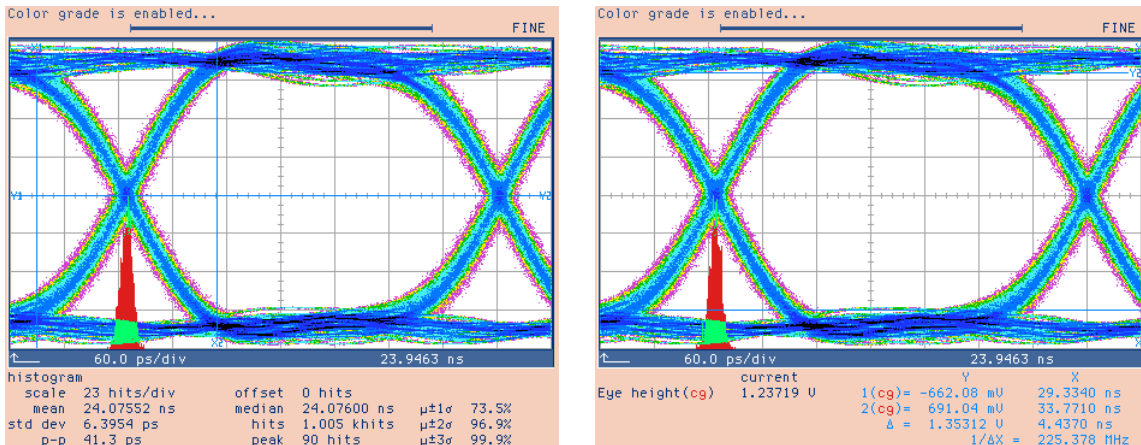 Color grade is enabled...
FINE
Y1
Y1
Y2
X2
60.0 ps/div 23.9463 ns
histogram
scale 23 hits/div offset 0 hits
mean 24.07552 ns median 24.07600 ns µ±1σ 73.5%
std dev 6.3954 ps hits 1.005 khits µ±2σ 96.9%
p-p 41.3 ps peak 90 hits µ±3σ 99.9%
Color grade is enabled...
FINE
Y2
60.0 ps/div 23.9463 ns
current Y X
Eye height(cg) 1.23719 V 1(cg)= -662.08 mV 29.3340 ns
2(cg)= 691.04 mV 33.7710 ns
Δ = 1.35312 V 4.4370 ns
1/ΔX = 225.378 MHz